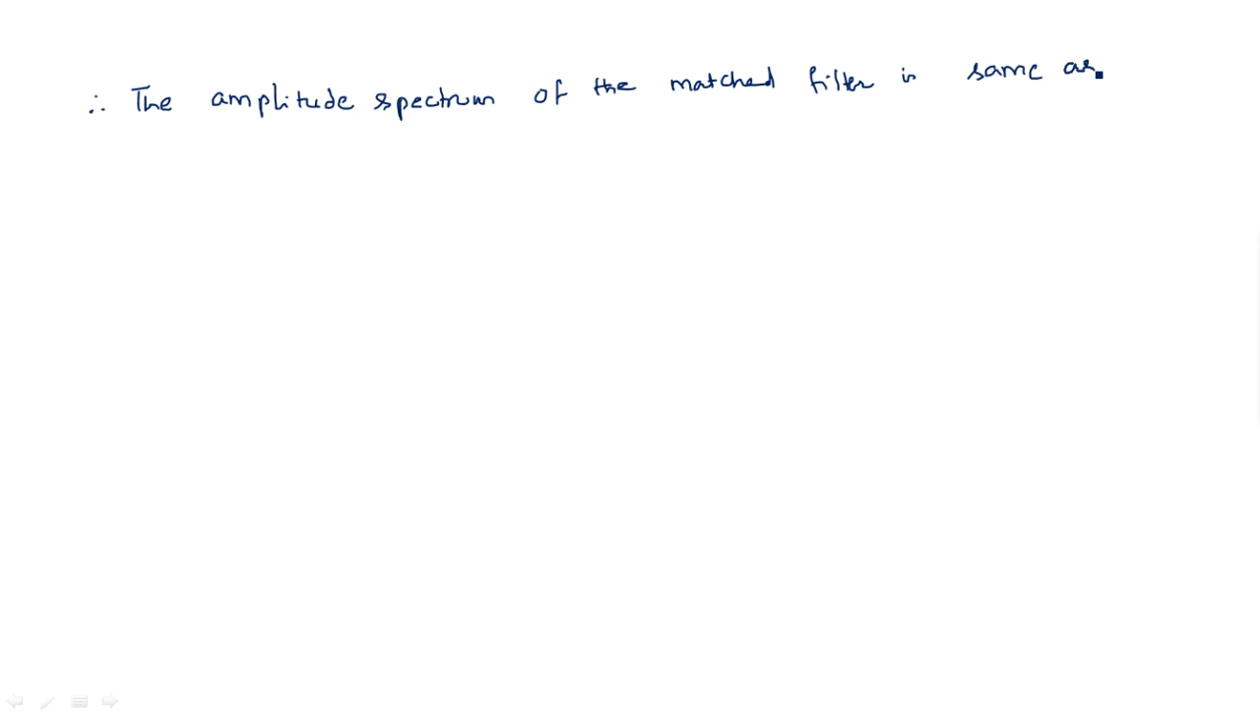 ∴ The amplitude spectrum of the matched filter is same as